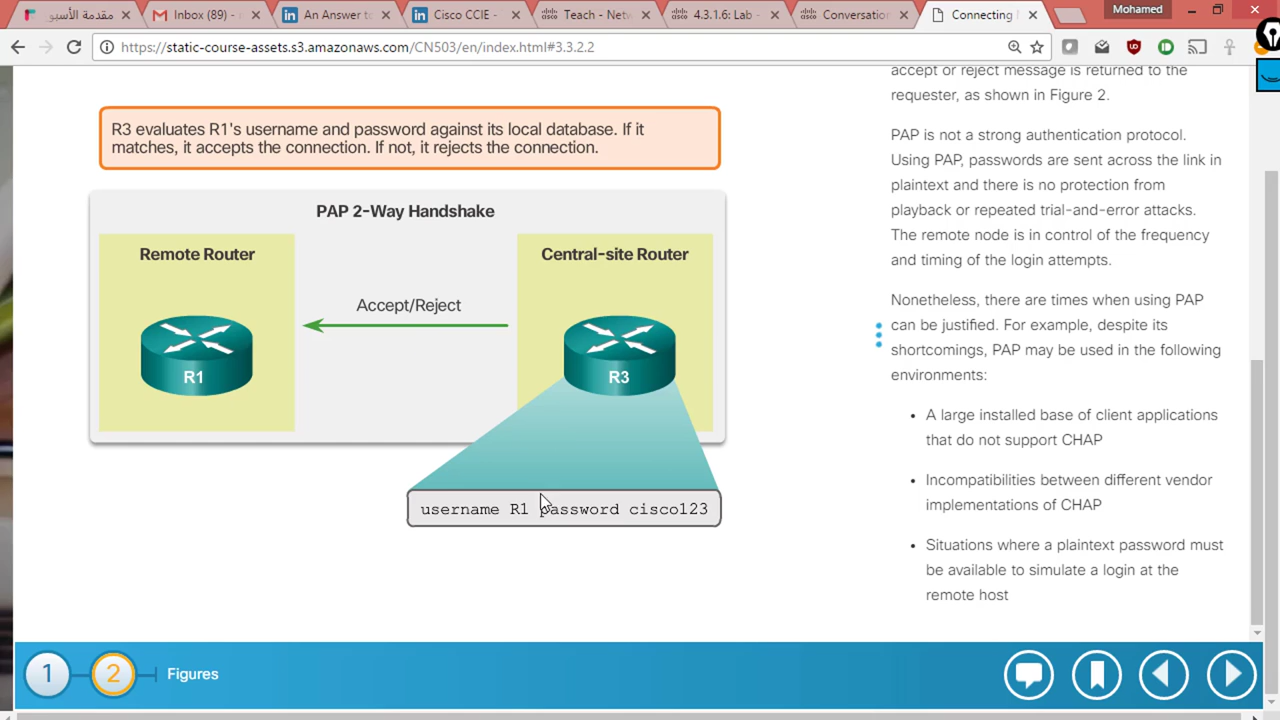 مقدمة الأسبو
Inbox (89) -
An Answer to
Cisco CCIE -
Teach - Net
4.3.1.6: Lab -
Conversation
Connecting
Mohamed
https://static-course-assets.s3.amazonaws.com/CN503/en/index.html#3.3.2.2
R3 evaluates R1's username and password against its local database. If it
matches, it accepts the connection. If not, it rejects the connection.
PAP 2-Way Handshake
Remote Router
Central-site Router
Accept/Reject
R1
R3
username R1 password cisco123
accept or reject message is returned to the
requester, as shown in Figure 2.
PAP is not a strong authentication protocol.
Using PAP, passwords are sent across the link in
plaintext and there is no protection from
playback or repeated trial-and-error attacks.
The remote node is in control of the frequency
and timing of the login attempts.
Nonetheless, there are times when using PAP
can be justified. For example, despite its
shortcomings, PAP may be used in the following
environments:
• A large installed base of client applications
that do not support CHAP
• Incompatibilities between different vendor
implementations of CHAP
• Situations where a plaintext password must
be available to simulate a login at the
remote host
1
2
Figures